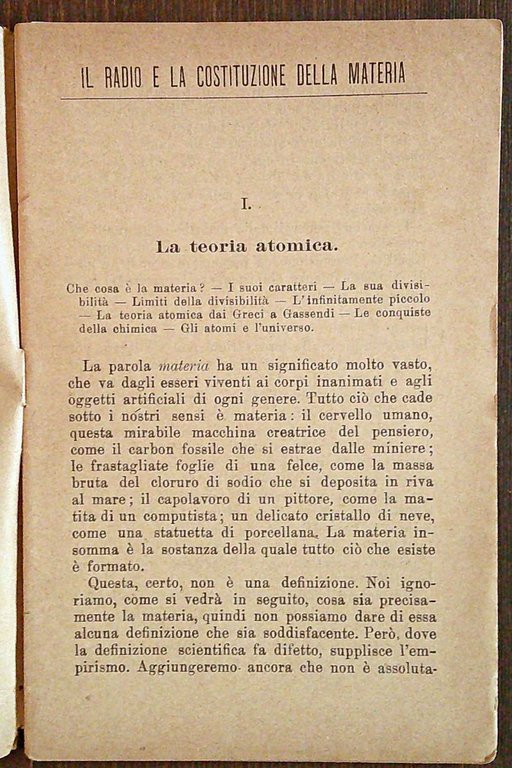 IL RADIO E LA COSTITUZIONE DELLA MATERIA
I.
La teoria atomica.
Che cosa è la materia? — I suoi caratteri — La sua divisi-
bilità — Limiti della divisibilità — L'infinitamente piccolo
— La teoria atomica dai Greci a Gassendi — Le conquiste
della chimica — Gli atomi e l'universo.
La parola materia ha un significato molto vasto,
che va dagli esseri viventi ai corpi inanimati e agli
oggetti artificiali di ogni genere. Tutto ciò che cade
sotto i nostri sensi è materia: il cervello umano,
questa mirabile macchina creatrice del pensiero,
come il carbon fossile che si estrae dalle miniere;
le frastagliate foglie di una felce, come la massa
bruta del cloruro di sodio che si deposita in riva
al mare; il capolavoro di un pittore, come la ma-
tita di un computista; un delicato cristallo di neve,
come una statuetta di porcellana. La materia in-
somma è la sostanza della quale tutto ciò che esiste
è formato.
Questa, certo, non è una definizione. Noi igno-
riamo, come si vedrà in seguito, cosa sia precisa-
mente la materia, quindi non possiamo dare di essa
alcuna definizione che sia soddisfacente. Però, dove
la definizione scientifica fa difetto, supplisce l'em-
pirismo. Aggiungeremo ancora che non è assoluta-